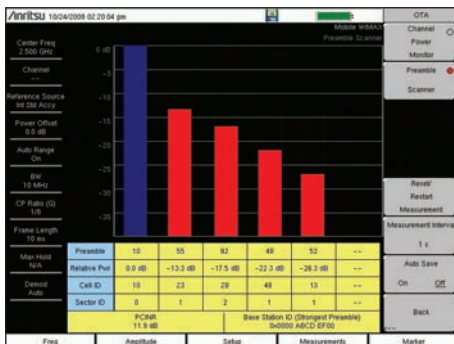 Anritsu 10/24/2008 02:20:04 pm
Mobile WiMAX
Preamble Scanner
Center Freq
2.500 GHz
Channel
--
Reference Source
Int Std Accy
Power Offset
0.0 dB
Auto Range
On
BW
10 MHz
CP Ratio (G)
1/8
Frame Length
10 ms
Max Hold
N/A
Demod
Auto
0 dB
-5
-10
-15
-20
-25
-30
-35
Preamble 10 55 92 48 52 --
Relative Pwr 0.0 dB -13.3 dB -17.5 dB -22.3 dB -26.3 dB --
Cell ID 10 23 28 48 13 --
Sector ID 0 1 2 1 1 --
PCINR
11.9 dB
Base Station ID (Strongest Preamble)
0x0000 ABCD EF00
OTA
Channel
Power
Monitor
Preamble
Scanner
Reset/
Restart
Measurement
Measurement Interval
1 s
Auto Save
On Off
Back
Freq Amplitude Setup Measurements Marker